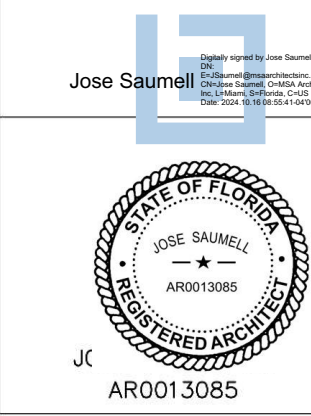 Jose Saumell
Digitally signed by Jose Saumel
DN:
E=JSaumell@msaarchitectsinc.
CN=Jose Saumell, O=MSA Arch
Inc, L=Miami, S=Florida, C=US
Date: 2024.10.16 08:55:41-04'0
STATE OF FLORIDA
JOSE SAUMELL
AR0013085
REGISTERED ARCHITECT
AR0013085